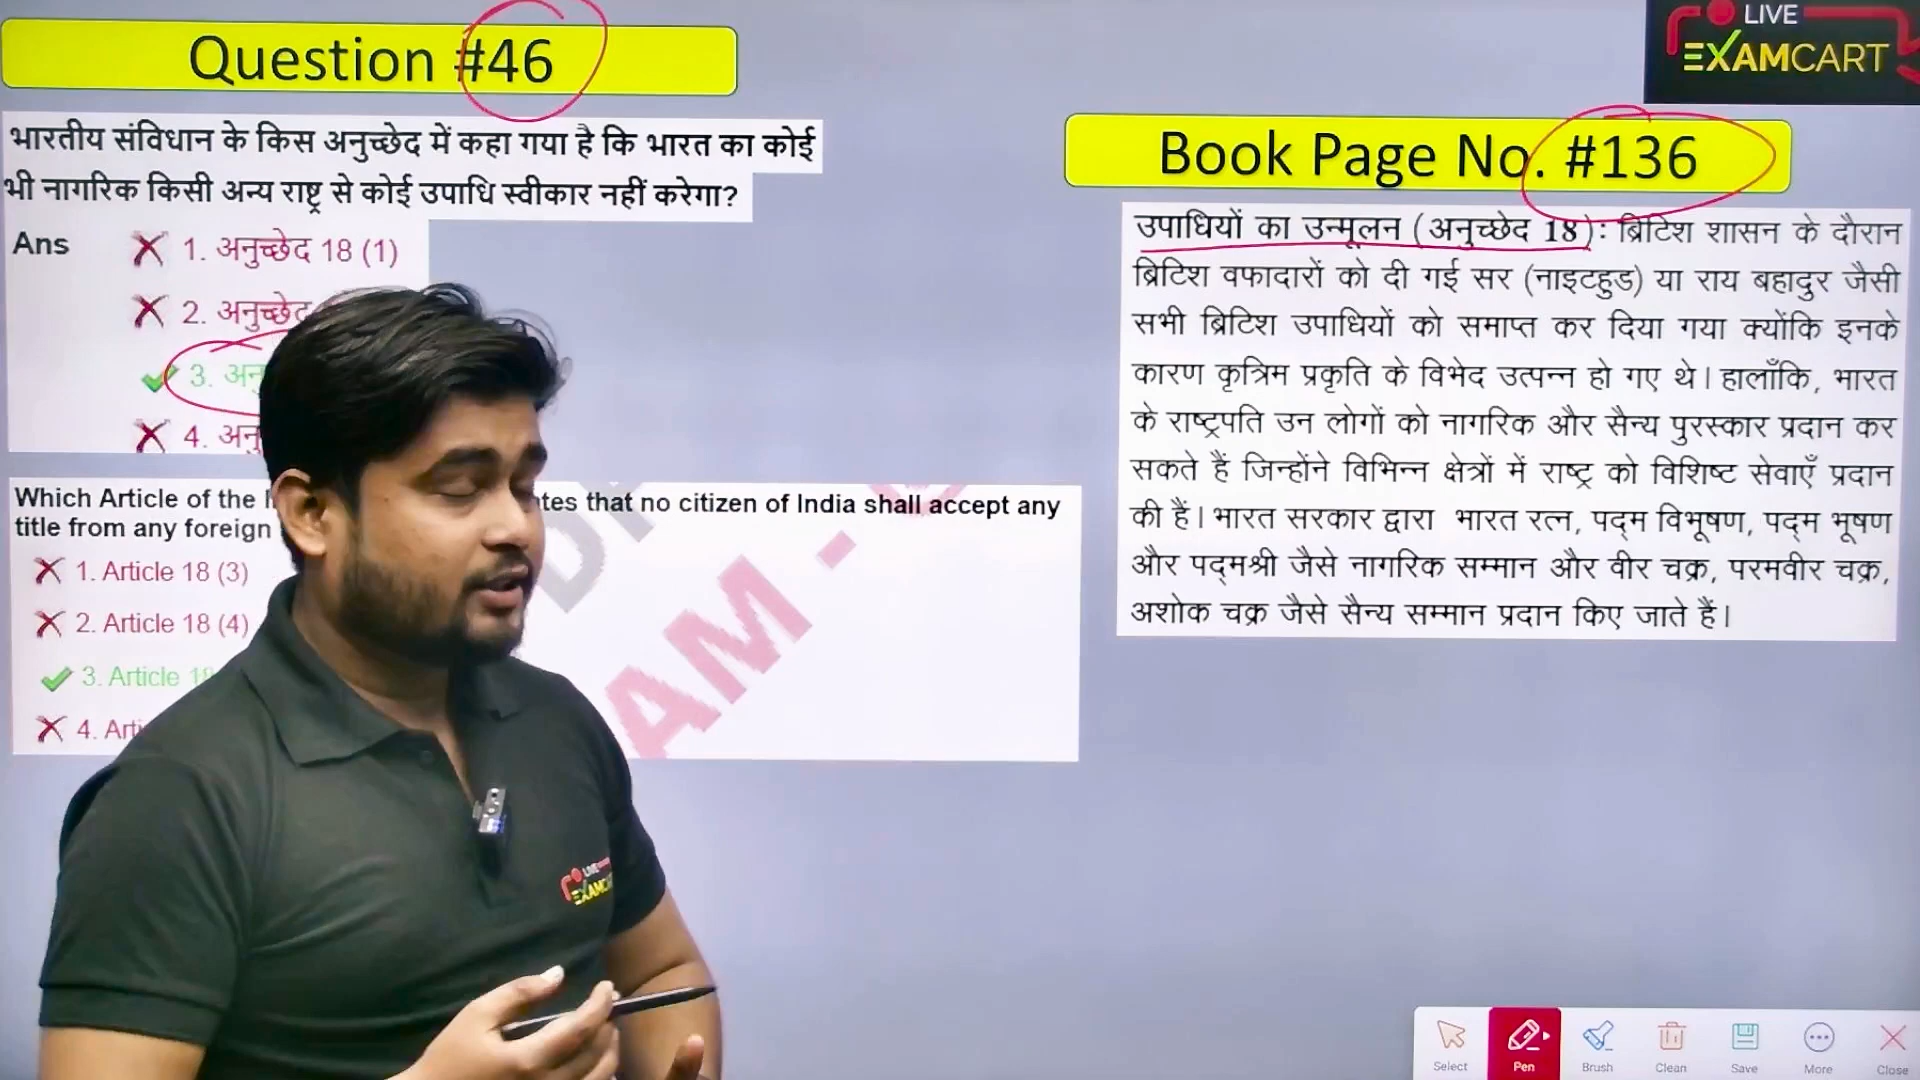 Question #46
भारतीय संविधान के किस अनुच्छेद में कहा गया है कि भारत का कोई
भी नागरिक किसी अन्य राष्ट्र से कोई उपाधि स्वीकार नहीं करेगा?
Ans
1. अनुच्छेद 18 (1)
2. अनुच्छेद
3.
4.
Which Article of the
tes that no citizen of India shall accept any
title from any foreign
1. Article 18 (3)
2. Article 18 (4)
3. Article 18
4.
AM -
LIVE
EXAMCART
Book Page No. #136
उपाधियों का उन्मूलन (अनुच्छेद 18): ब्रिटिश शासन के दौरान
ब्रिटिश वफादारों को दी गई सर (नाइटहुड) या राय बहादुर जैसी
सभी ब्रिटिश उपाधियों को समाप्त कर दिया गया क्योंकि इनके
कारण कृत्रिम प्रकृति के विभेद उत्पन्न हो गए थे। हालाँकि, भारत
के राष्ट्रपति उन लोगों को नागरिक और सैन्य पुरस्कार प्रदान कर
सकते हैं जिन्होंने विभिन्न क्षेत्रों में राष्ट्र को विशिष्ट सेवाएँ प्रदान
की हैं। भारत सरकार द्वारा भारत रत्न, पद्म विभूषण, पद्म भूषण
और पद्मश्री जैसे नागरिक सम्मान और वीर चक्र, परमवीर चक्र,
अशोक चक्र जैसे सैन्य सम्मान प्रदान किए जाते हैं।
LIVE
Select
Pen
Brush
Clean
Save
More
Close